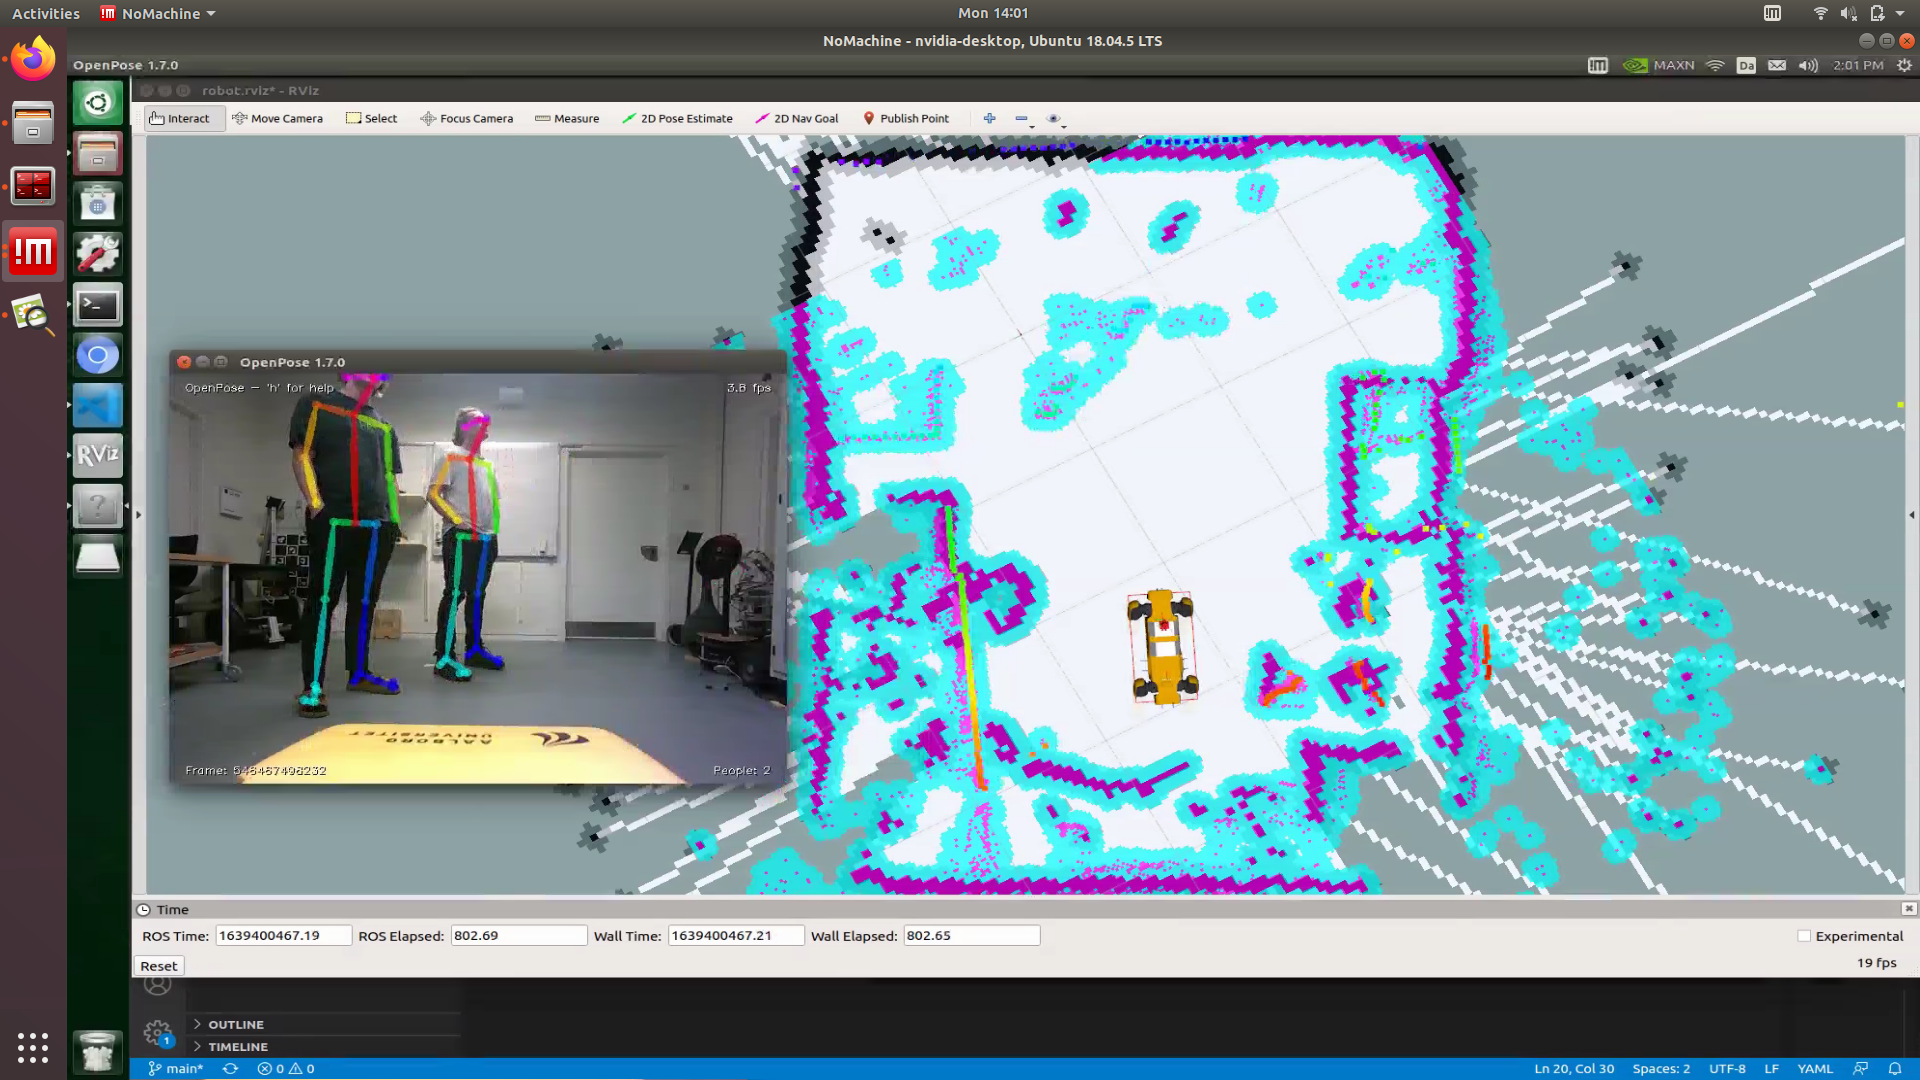 Activities NoMachine Mon 14:01
NoMachine - nvidia-desktop, Ubuntu 18.04.5 LTS
OpenPose 1.7.0 MAXN Da 2:01 PM
robot.rviz* - RViz
Interact Move Camera Select Focus Camera Measure 2D Pose Estimate 2D Nav Goal Publish Point
!M
RViz
OpenPose 1.7.0
OpenPose - 'h' for help 3.8 fps
AALBORG
UNIVERSITET
People: 2
Time
ROS Time: 1639400467.19 ROS Elapsed: 802.69 Wall Time: 1639400467.21 Wall Elapsed: 802.65 Experimental
Reset 19 fps
OUTLINE
1
TIMELINE
main* 0 0 Ln 20, Col 30 Spaces: 2 UTF-8 LF YAML